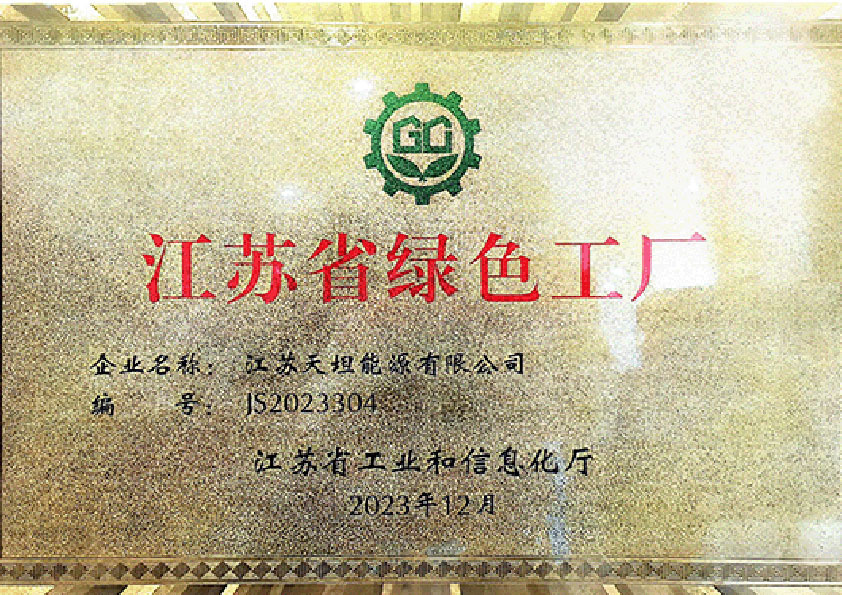 GC
江苏省绿色工厂
企业名称：江苏天坦能源有限公司
编 号：JS2023304
江苏省工业和信息化厅
2023年12月